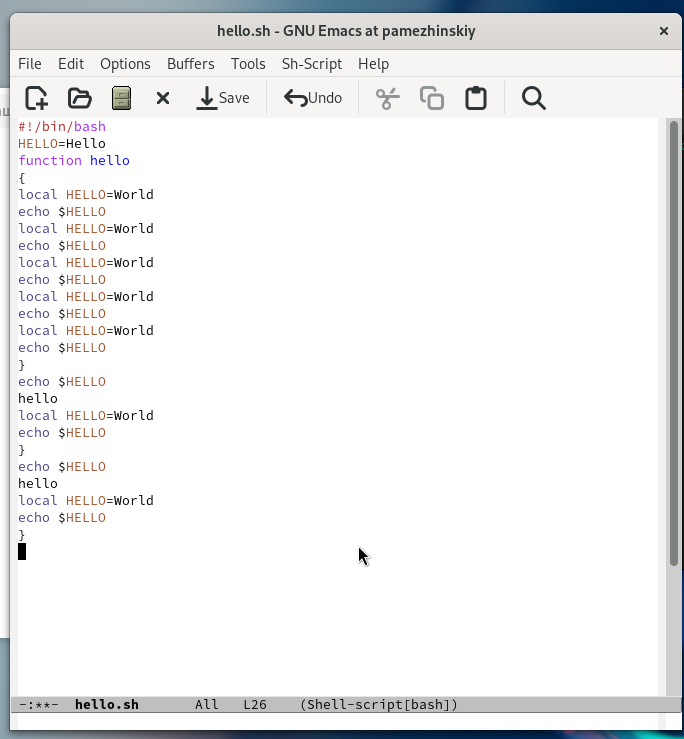 hello.sh - GNU Emacs at pamezhinskiy
File Edit Options Buffers Tools Sh-Script Help
Save Undo
#!/bin/bash
HELLO=Hello
function hello
{
local HELLO=World
echo $HELLO
local HELLO=World
echo $HELLO
local HELLO=World
echo $HELLO
local HELLO=World
echo $HELLO
local HELLO=World
echo $HELLO
}
echo $HELLO
hello
local HELLO=World
echo $HELLO
}
echo $HELLO
hello
local HELLO=World
echo $HELLO
}
-:**- hello.sh All L26 (Shell-script[bash])